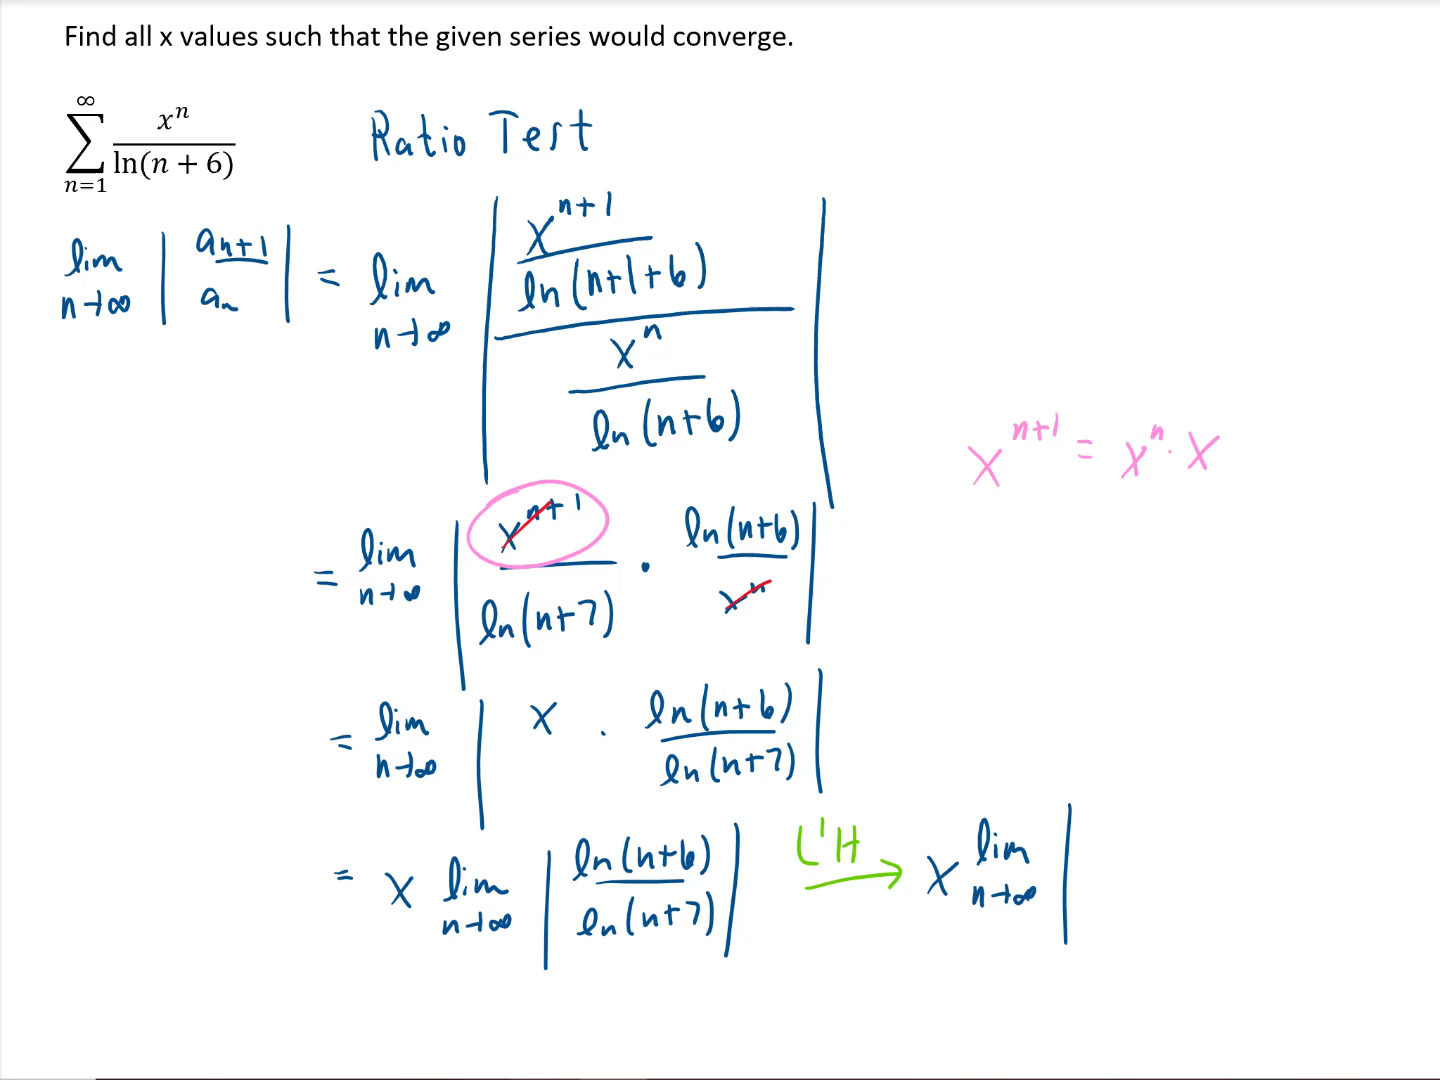 Find all x values such that the given series would converge.
∑_{n=1}^{∞} x^n / ln(n + 6)
Ratio Test
lim_{n→∞} | a_{n+1} / a_n | = lim_{n→∞} | (x^{n+1} / ln(n+1+6)) / (x^n / ln(n+6)) |
x^{n+1} = x^n · x
= lim_{n→∞} | x^{n+1} / ln(n+7) · ln(n+6) / x^n |
= lim_{n→∞} | x · ln(n+6) / ln(n+7) |
= x lim_{n→∞} | ln(n+6) / ln(n+7) | L'H → x lim_{n→∞} |